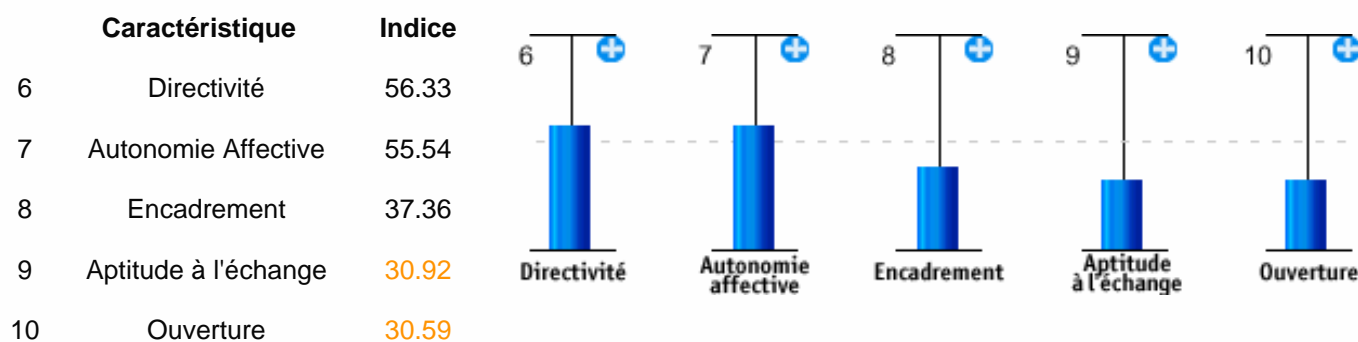 Caractéristique Indice
6 Directivité 56.33
7 Autonomie Affective 55.54
8 Encadrement 37.36
9 Aptitude à l'échange 30.92
10 Ouverture 30.59
6 7 8 9 10
Directivité
Autonomie
affective
Encadrement
Aptitude
à l'échange
Ouverture